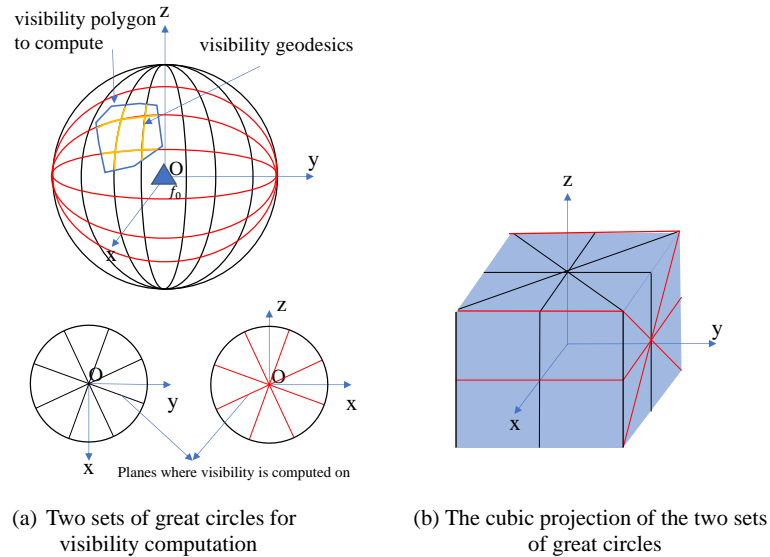 visibility polygon
to compute
z
visibility geodesics
O
y
f0
x
z
O
y
x
O
x
Planes where visibility is computed on
z
y
x
(a) Two sets of great circles for
visibility computation
(b) The cubic projection of the two sets
of great circles